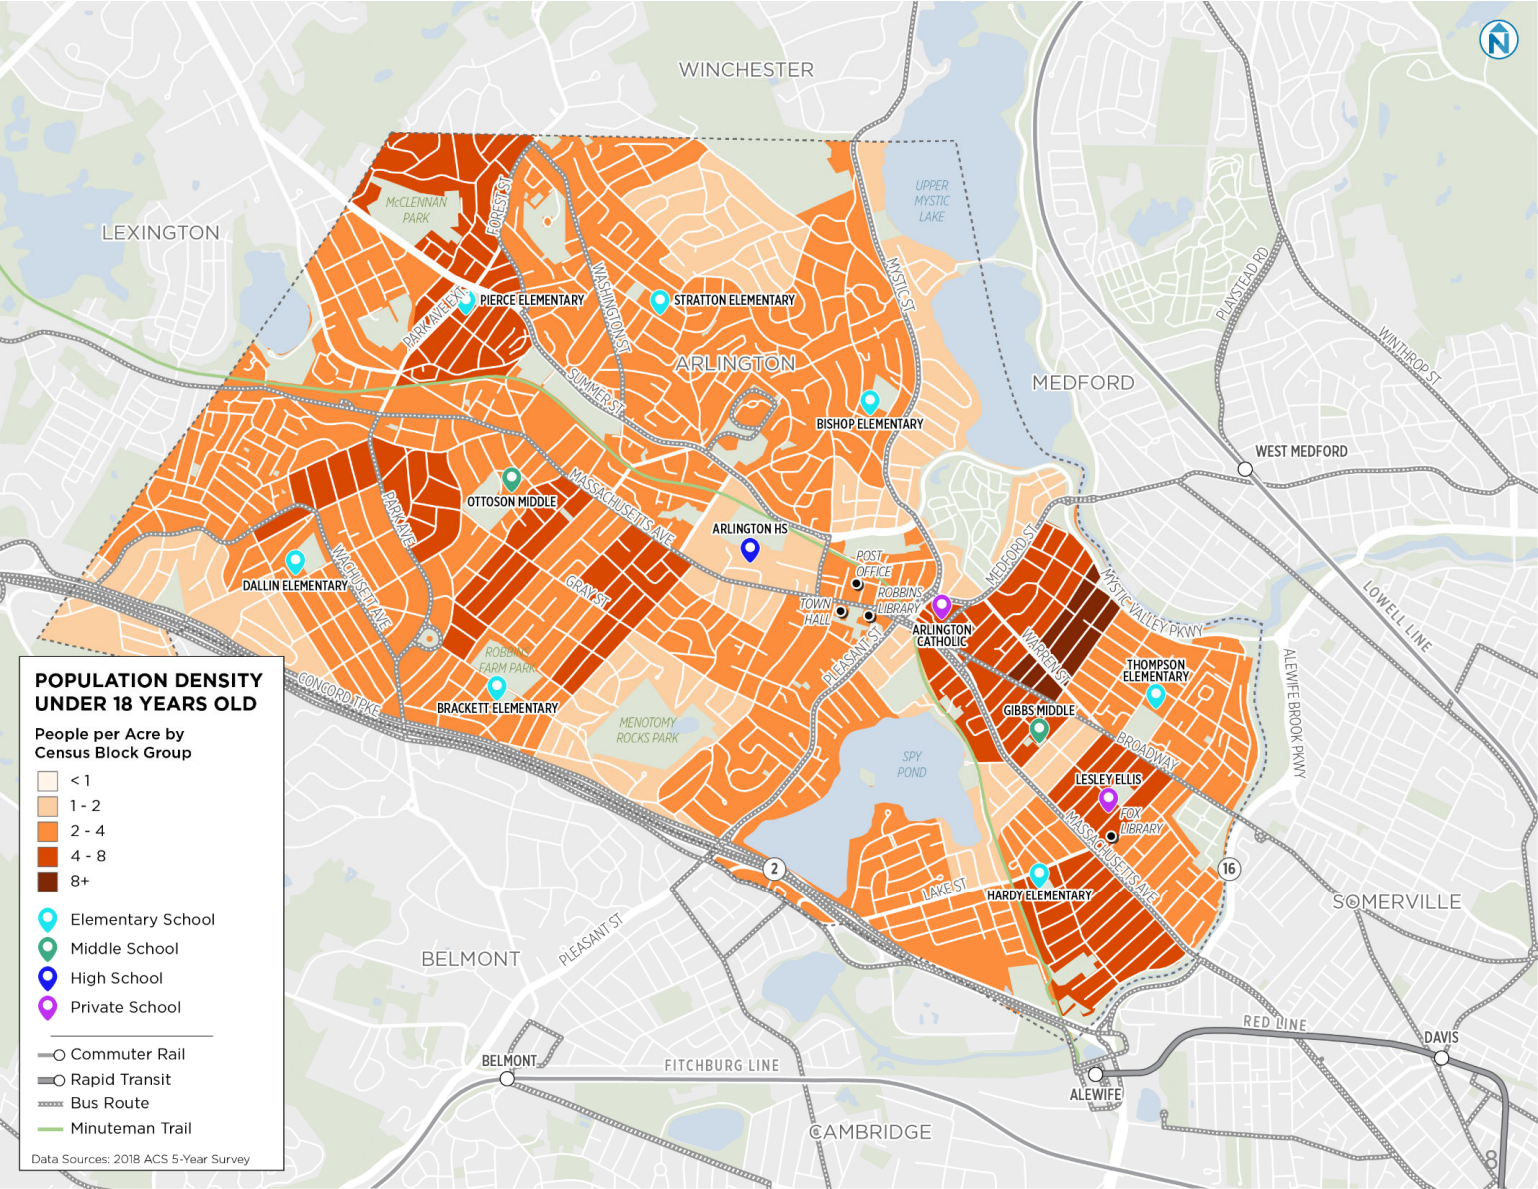 N
WINCHESTER
UPPER
MYSTIC
LAKE
McCLENNAN
PARK
FOREST ST
LEXINGTON
PLAYSTEAD RD
MYSTIC ST
WASHINGTON ST
PARK AVE EXT
PIERCE ELEMENTARY
STRATTON ELEMENTARY
WINTHROP ST
ARLINGTON
MEDFORD
SUMMER ST
BISHOP ELEMENTARY
WEST MEDFORD
OTTOSON MIDDLE
MASSACHUSETTS AVE
PARK AVE
ARLINGTON HS
MEDFORD ST
POST
OFFICE
DALLIN ELEMENTARY
WACHUSETT AVE
GRAY ST
ROBBINS
LIBRARY
TOWN
HALL
MYSTIC VALLEY PKWY
LOWELL LINE
ARLINGTON
CATHOLIC
PLEASANT ST
WARREN ST
ROBBINS
FARM PARK
THOMPSON
ELEMENTARY
ALEWIFE BROOK PKWY
CONCORD TPKE
BRACKETT ELEMENTARY
GIBBS MIDDLE
MENOTOMY
ROCKS PARK
BROADWAY
SPY
POND
LESLEY ELLIS
FOX
LIBRARY
MASSACHUSETTS AVE
2
16
LAKE ST
HARDY ELEMENTARY
SOMERVILLE
BELMONT
PLEASANT ST
RED LINE
DAVIS
BELMONT
FITCHBURG LINE
ALEWIFE
CAMBRIDGE
POPULATION DENSITY
UNDER 18 YEARS OLD
People per Acre by
Census Block Group
< 1
1 - 2
2 - 4
4 - 8
8+
Elementary School
Middle School
High School
Private School
Commuter Rail
Rapid Transit
Bus Route
Minuteman Trail
Data Sources: 2018 ACS 5-Year Survey
8